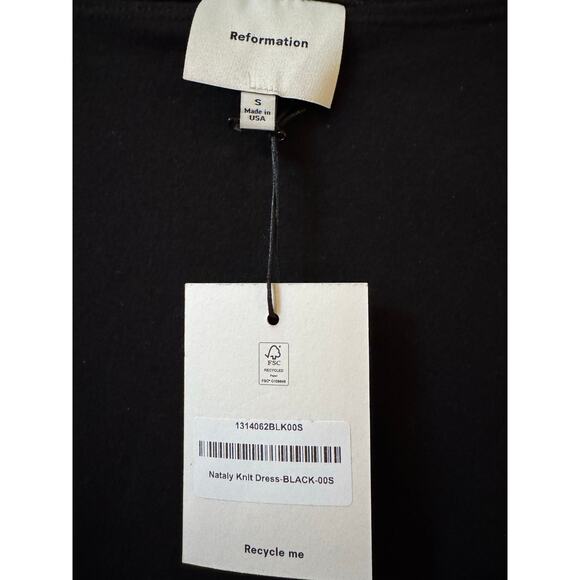 Reformation
S
Made in
USA
FSC
RECYCLED
Paper
1314062BLK00S
Nataly Knit Dress-BLACK-00S
Recycle me